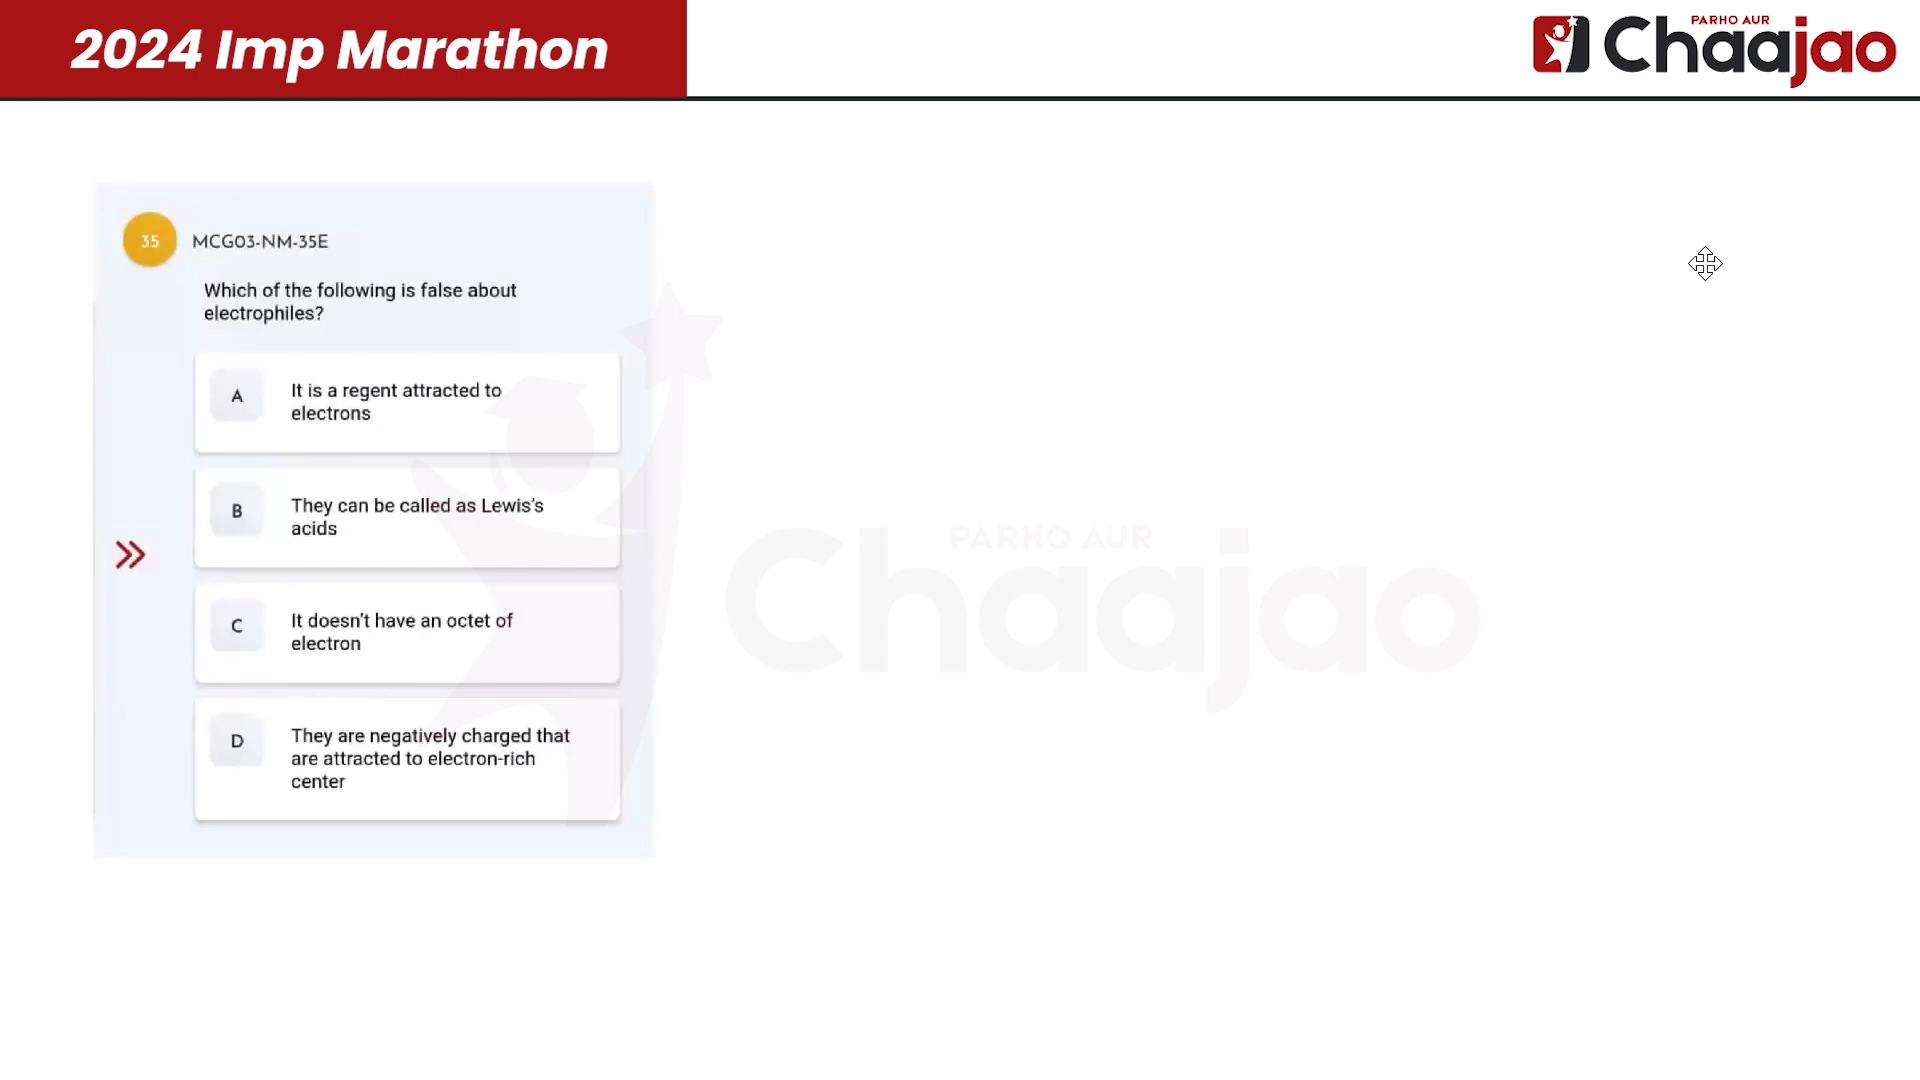 2024 Imp Marathon
PARHO AUR
Chaajao
35
MCG03-NM-35E
Which of the following is false about
electrophiles?
A
It is a regent attracted to
electrons
B
They can be called as Lewis's
acids
C
It doesn't have an octet of
electron
D
They are negatively charged that
are attracted to electron-rich
center
PARHO AUR
Chaajao